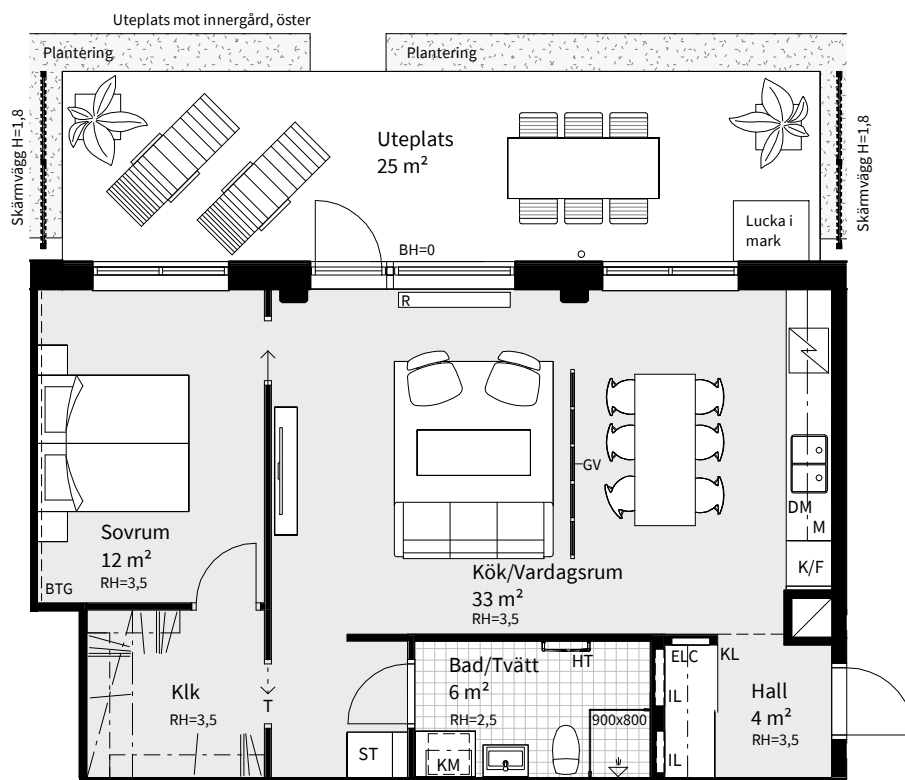 Uteplats mot innergård, öster
Plantering
Plantering
Skärmvägg H=1,8
Uteplats
25 m²
Skärmvägg H=1,8
Lucka i
mark
BH=0
R
GV
DM
M
K/F
Sovrum
12 m²
RH=3,5
BTG
Kök/Vardagsrum
33 m²
RH=3,5
Klk
RH=3,5
T
ST
Bad/Tvätt
6 m²
RH=2,5
HT
900x800
KM
ELC
KL
IL
IL
Hall
4 m²
RH=3,5